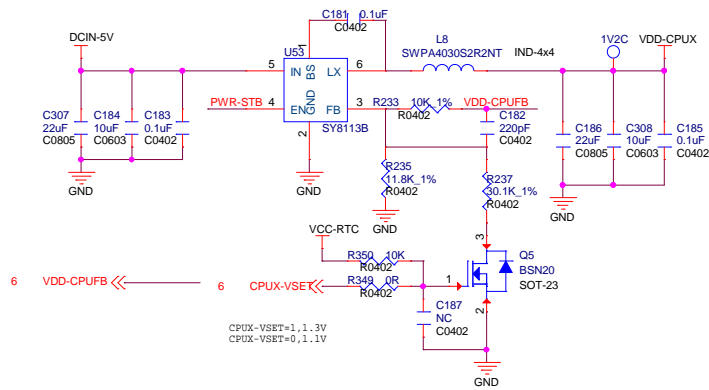 C181 0.1uF
C0402
DCIN-5V
U53
L8
SWPA4030S2R2NT
IND-4x4
1V2C
VDD-CPUX
1
5
IN
BS
LX
6
PWR-STB
4
EN
GND
FB
3
R233
10K_1%
VDD-CPUFB
R0402
2
SY8113B
C307
22uF
C0805
C184
10uF
C0603
C183
0.1uF
C0402
C182
220pF
C0402
C186
22uF
C0805
C308
10uF
C0603
C185
0.1uF
C0402
GND
GND
GND
R235
11.8K_1%
R0402
R237
30.1K_1%
R0402
GND
VCC-RTC
R350 10K
R0402
3
Q5
BSN20
SOT-23
6 VDD-CPUFB
6 CPUX-VSET
R349 0R
R0402
1
2
C187
NC
C0402
CPUX-VSET=1,1.3V
CPUX-VSET=0,1.1V
GND